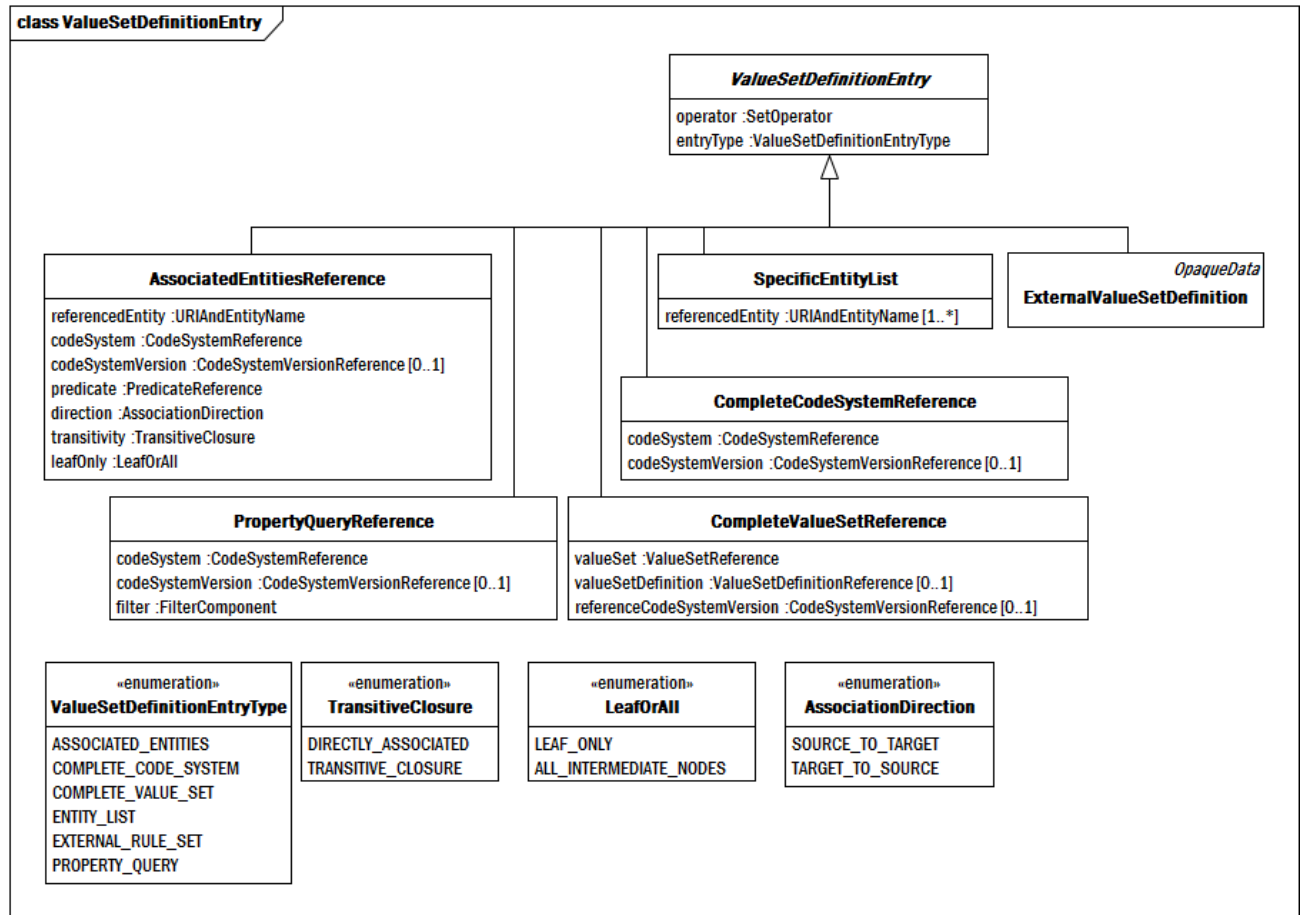 class ValueSetDefinitionEntry
ValueSetDefinitionEntry
operator :SetOperator
entryType :ValueSetDefinitionEntryType
AssociatedEntitiesReference
referencedEntity :URIAndEntityName
codeSystem :CodeSystemReference
codeSystemVersion :CodeSystemVersionReference [0..1]
predicate :PredicateReference
direction :AssociationDirection
transitivity :TransitiveClosure
leafOnly :LeafOrAll
SpecificEntityList
referencedEntity :URIAndEntityName [1..*]
OpaqueData
ExternalValueSetDefinition
CompleteCodeSystemReference
codeSystem :CodeSystemReference
codeSystemVersion :CodeSystemVersionReference [0..1]
PropertyQueryReference
codeSystem :CodeSystemReference
codeSystemVersion :CodeSystemVersionReference [0..1]
filter :FilterComponent
CompleteValueSetReference
valueSet :ValueSetReference
valueSetDefinition :ValueSetDefinitionReference [0..1]
referenceCodeSystemVersion :CodeSystemVersionReference [0..1]
«enumeration»
ValueSetDefinitionEntryType
ASSOCIATED_ENTITIES
COMPLETE_CODE_SYSTEM
COMPLETE_VALUE_SET
ENTITY_LIST
EXTERNAL_RULE_SET
PROPERTY_QUERY
«enumeration»
TransitiveClosure
DIRECTLY_ASSOCIATED
TRANSITIVE_CLOSURE
«enumeration»
LeafOrAll
LEAF_ONLY
ALL_INTERMEDIATE_NODES
«enumeration»
AssociationDirection
SOURCE_TO_TARGET
TARGET_TO_SOURCE